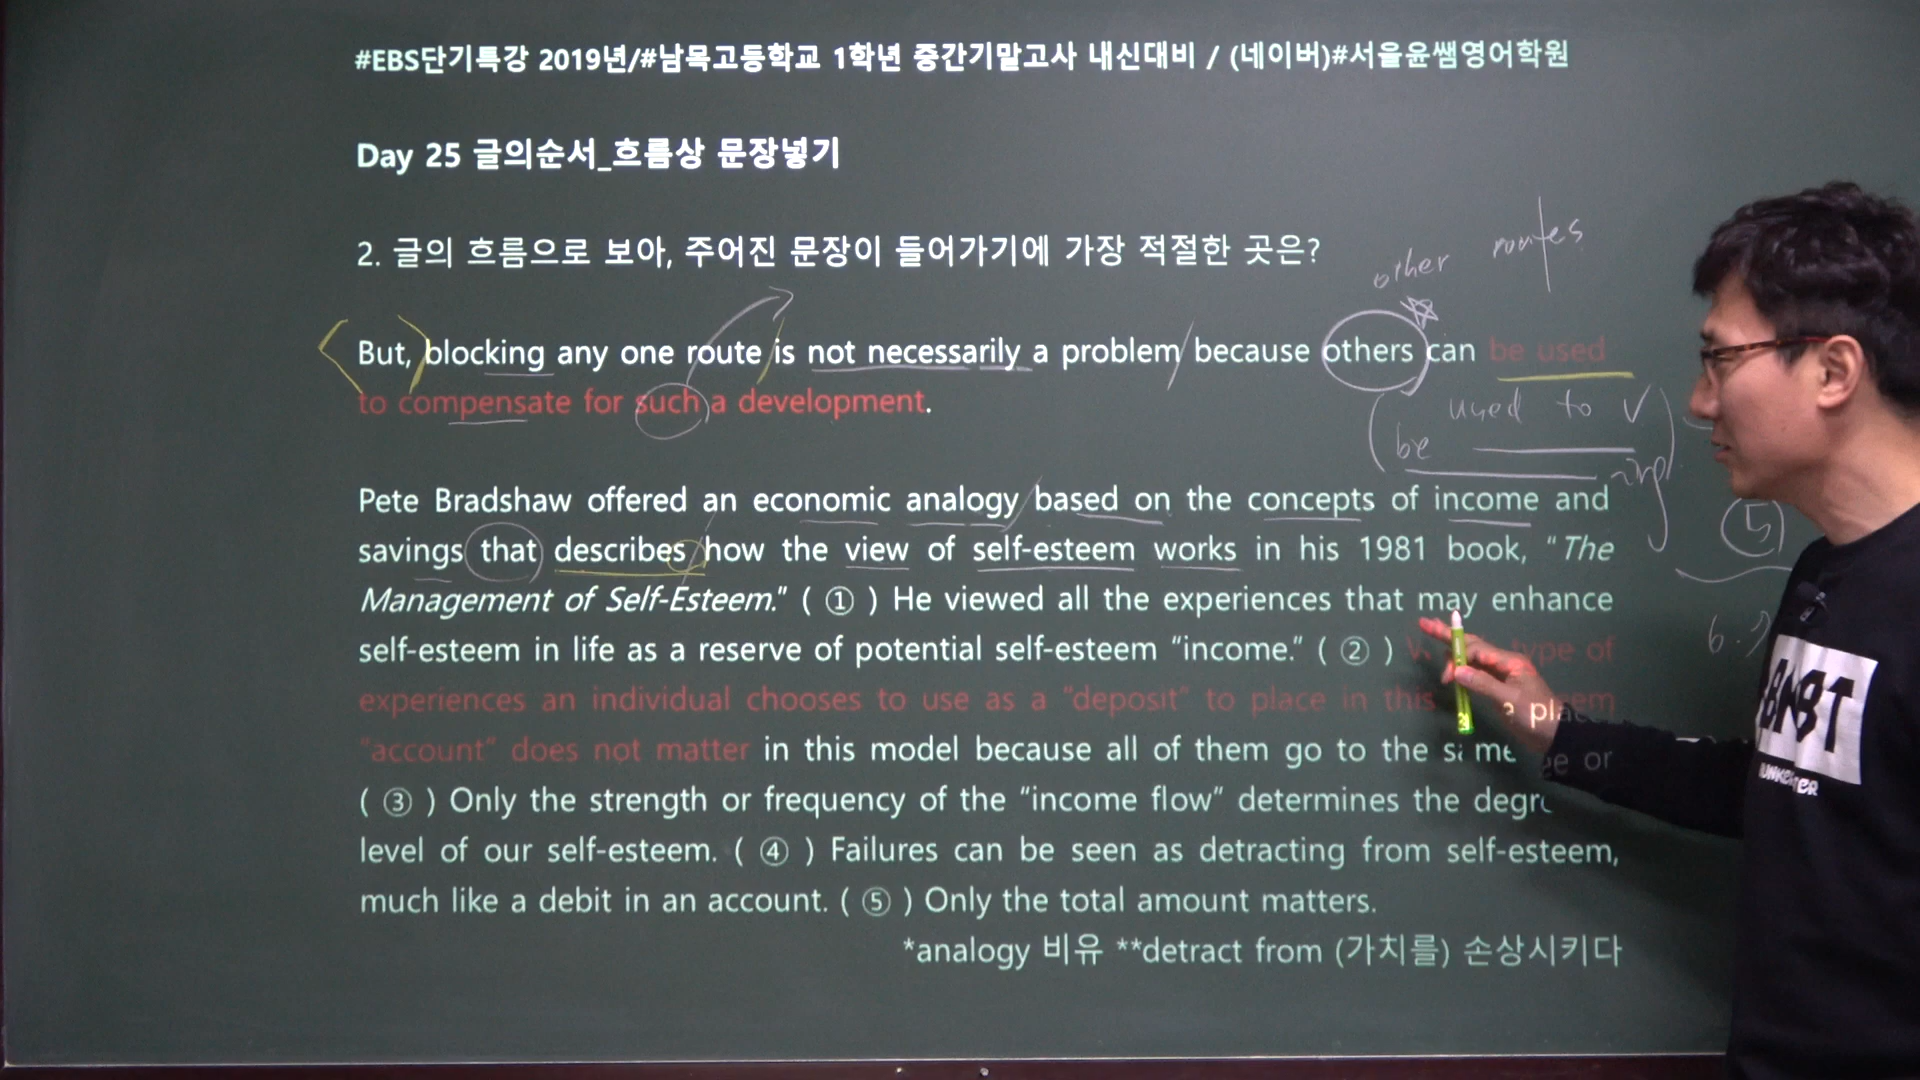 #EBS단기특강 2019년/#남목고등학교 1학년 중간기말고사 내신대비 / (네이버)#서울윤쌤영어학원
Day 25 글의순서_흐름상 문장넣기
2. 글의 흐름으로 보아, 주어진 문장이 들어가기에 가장 적절한 곳은?
other routes
But, blocking any one route is not necessarily a problem because others can be used
to compensate for such a development.
used to V
be
Pete Bradshaw offered an economic analogy based on the concepts of income and
savings that describes how the view of self-esteem works in his 1981 book, “The
5
Management of Self-Esteem.” ( ① ) He viewed all the experiences that may enhance
self-esteem in life as a reserve of potential self-esteem “income.” ( ② ) type of
experiences an individual chooses to use as a “deposit” to place in this
“account” does not matter in this model because all of them go to the same
( ③ ) Only the strength or frequency of the “income flow” determines the or
level of our self-esteem. ( ④ ) Failures can be seen as detracting from self-esteem,
much like a debit in an account. ( ⑤ ) Only the total amount matters.
*analogy 비유 **detract from (가치를) 손상시키다